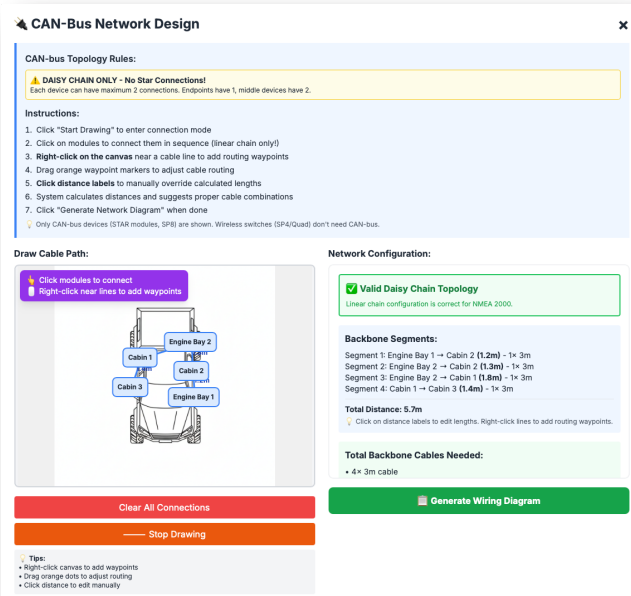 CAN-Bus Network Design
CAN-bus Topology Rules:
DAISY CHAIN ONLY - No Star Connections!
Each device can have maximum 2 connections. Endpoints have 1, middle devices have 2.
Instructions:
1. Click "Start Drawing" to enter connection mode
2. Click on modules to connect them in sequence (linear chain only!)
3. Right-click on the canvas near a cable line to add routing waypoints
4. Drag orange waypoint markers to adjust cable routing
5. Click distance labels to manually override calculated lengths
6. System calculates distances and suggests proper cable combinations
7. Click "Generate Network Diagram" when done
Only CAN-bus devices (STAR modules, SP8) are shown. Wireless switches (SP4/Quad) don't need CAN-bus.
Draw Cable Path:
Click modules to connect
Right-click near lines to add waypoints
Engine Bay 2
Cabin 1
Cabin 2
Cabin 3
Engine Bay 1
Clear All Connections
Stop Drawing
Tips:
• Right-click canvas to add waypoints
• Drag orange dots to adjust routing
• Click distance to edit manually
Network Configuration:
Valid Daisy Chain Topology
Linear chain configuration is correct for NMEA 2000.
Backbone Segments:
Segment 1: Engine Bay 1 → Cabin 2 (1.2m) - 1× 3m
Segment 2: Engine Bay 2 → Cabin 2 (1.3m) - 1× 3m
Segment 3: Engine Bay 2 → Cabin 1 (1.8m) - 1× 3m
Segment 4: Cabin 1 → Cabin 3 (1.4m) - 1× 3m
Total Distance: 5.7m
Click on distance labels to edit lengths. Right-click lines to add routing waypoints.
Total Backbone Cables Needed:
• 4× 3m cable
Generate Wiring Diagram